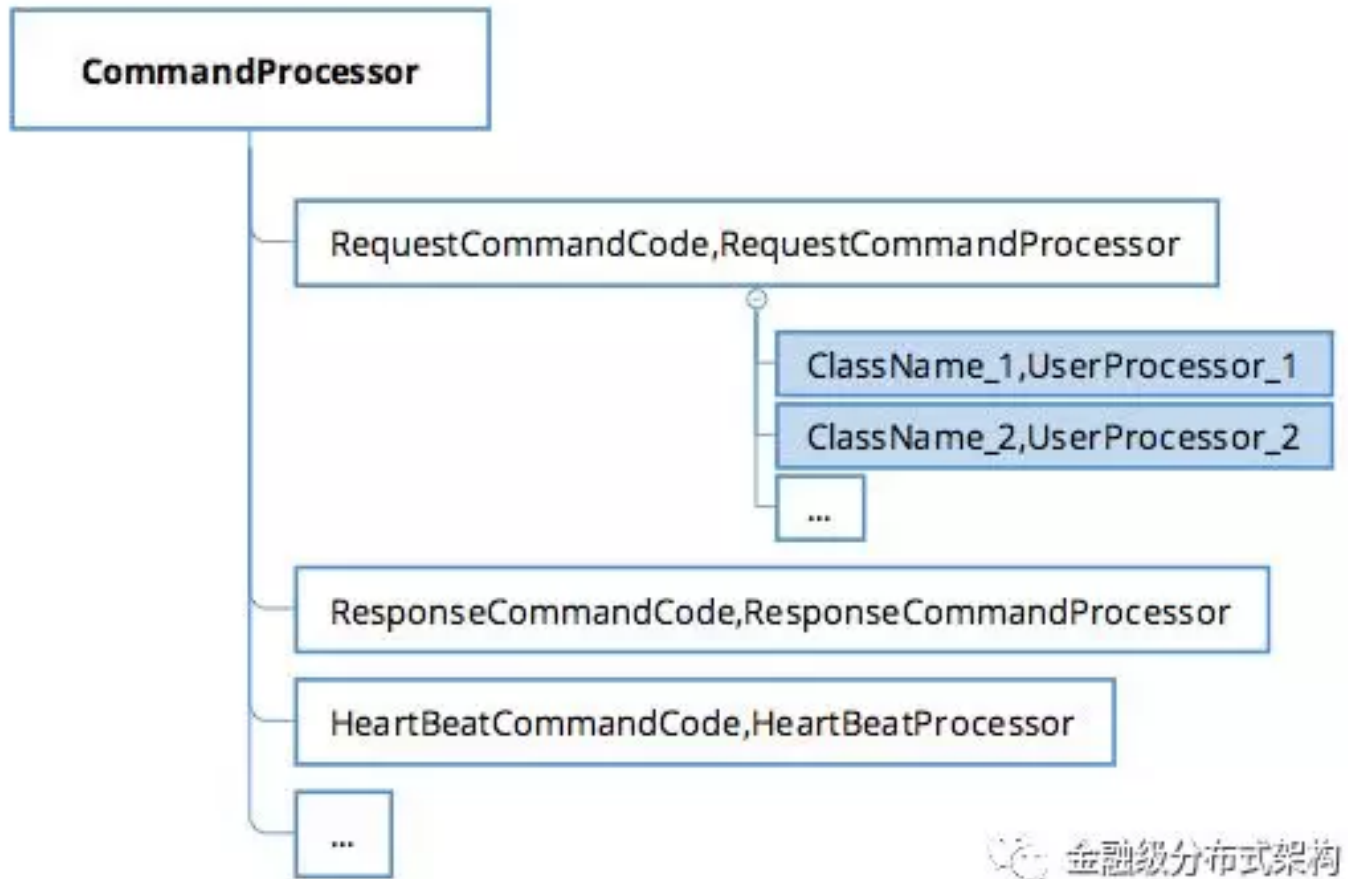 CommandProcessor
RequestCommandCode,RequestCommandProcessor
ClassName_1,UserProcessor_1
ClassName_2,UserProcessor_2
...
ResponseCommandCode,ResponseCommandProcessor
HeartBeatCommandCode,HeartBeatProcessor
...
金融级分布式架构